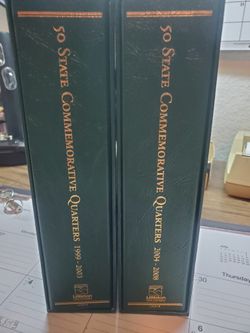 50 STATE COMMEMORATIVE QUARTERS 1999 - 2003
Littleton
50 STATE COMMEMORATIVE QUARTERS 2004 - 2008
Littleton
Thursday
30